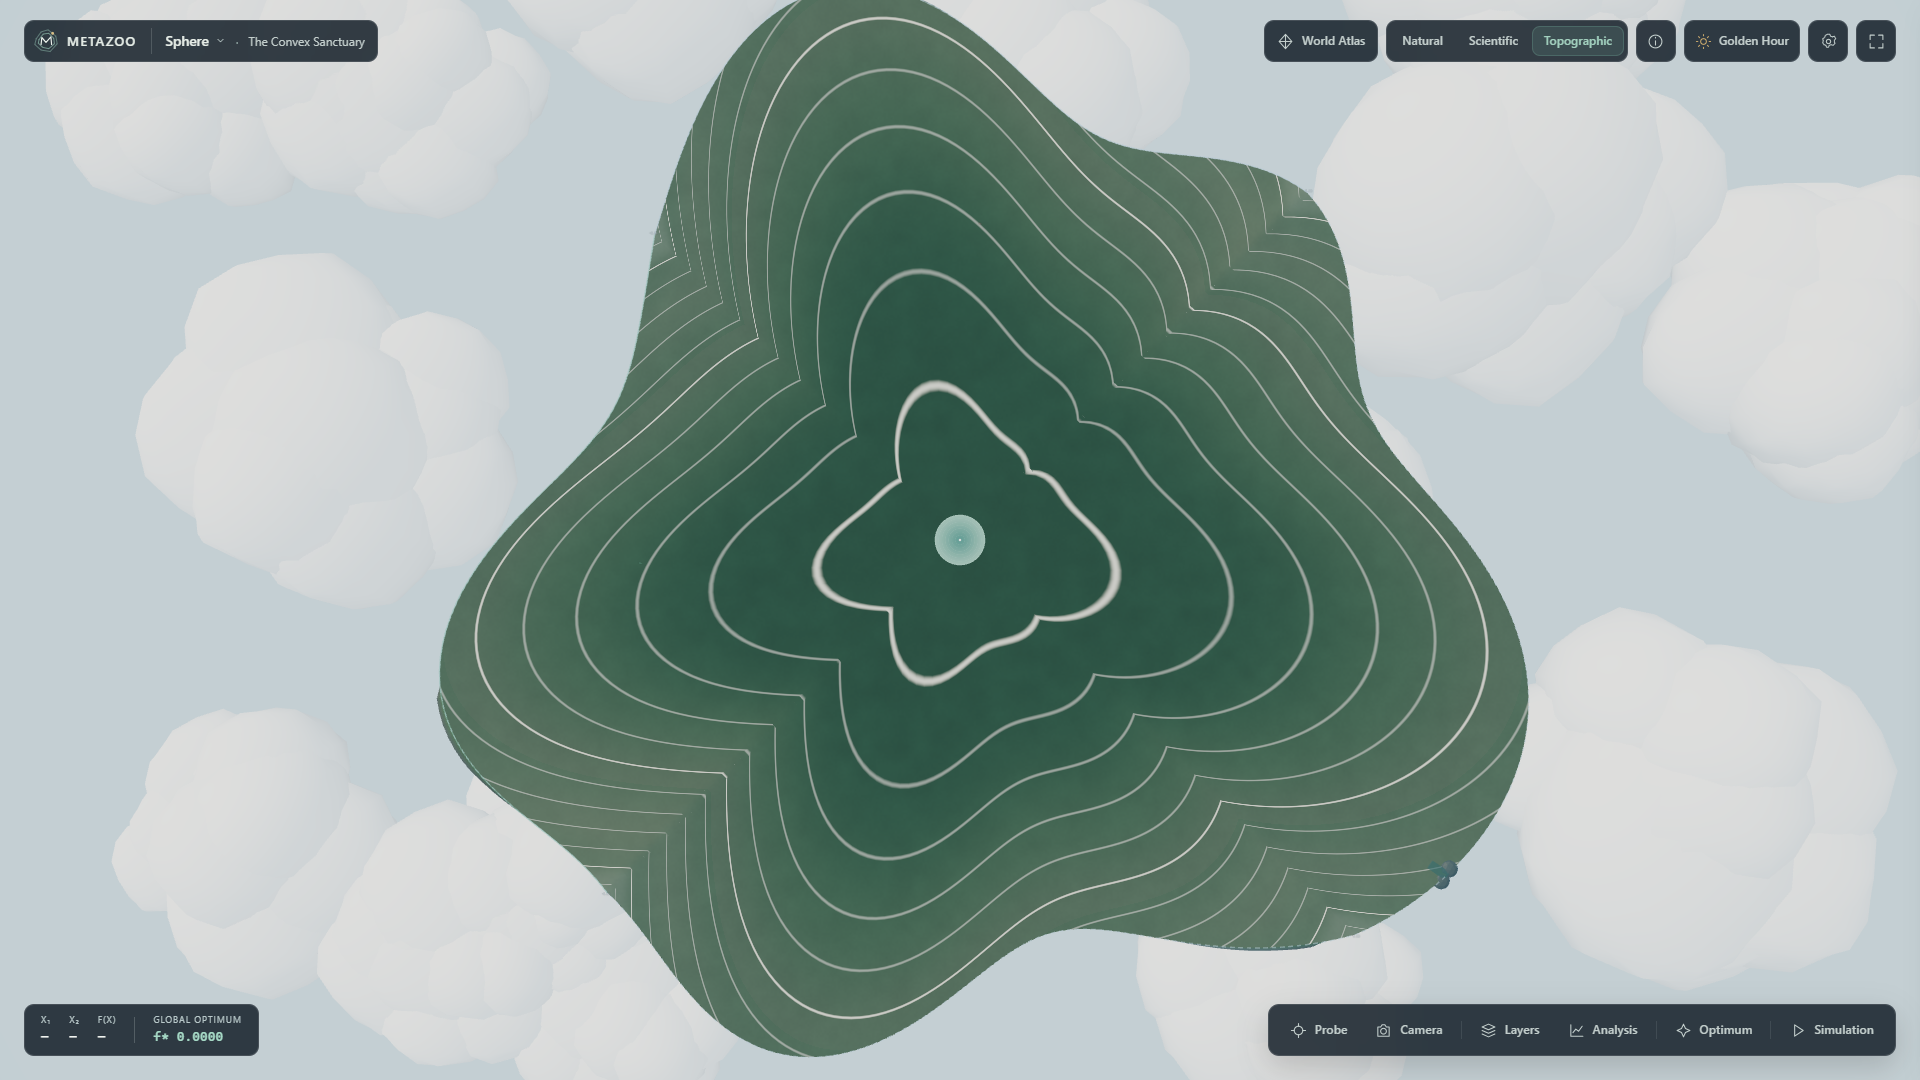 METAZOO
Sphere · The Convex Sanctuary
World Atlas
Natural Scientific Topographic
Golden Hour
X₁ X₂ F(X) GLOBAL OPTIMUM
– – – f* 0.0000
Probe Camera Layers Analysis Optimum Simulation